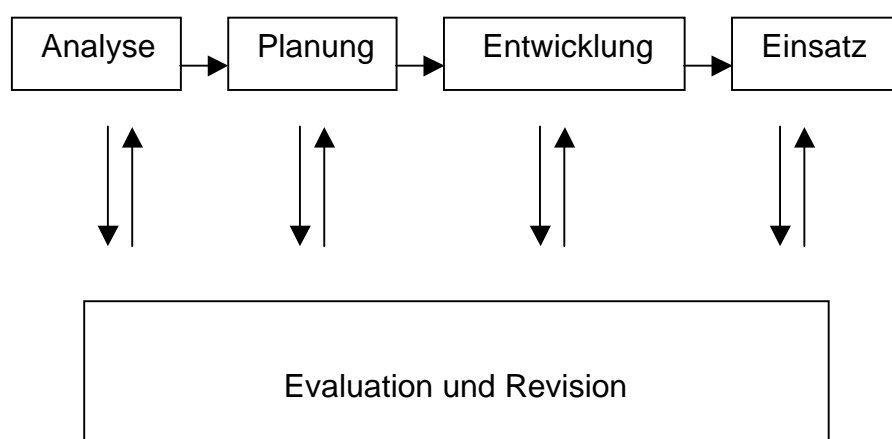 Analyse
Planung
Entwicklung
Einsatz
Evaluation und Revision